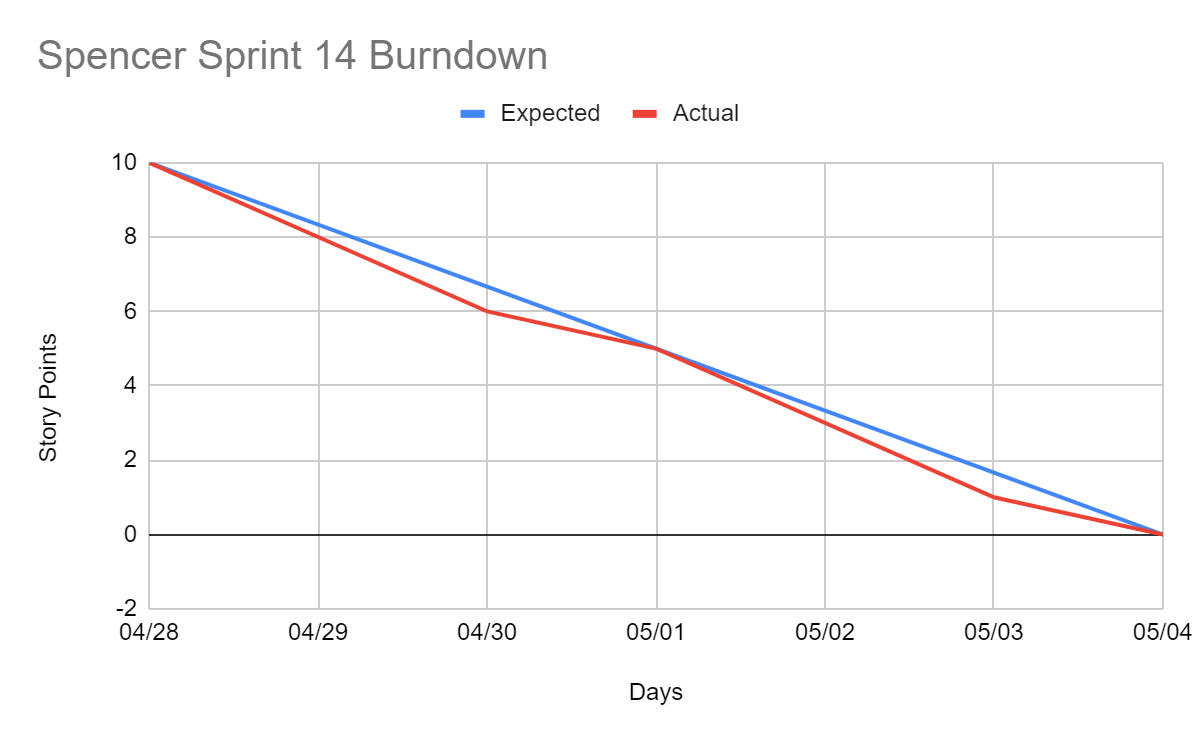 Spencer Sprint 14 Burndown
Expected Actual
10
8
6
4
2
0
-2
Story Points
04/28 04/29 04/30 05/01 05/02 05/03 05/04
Days